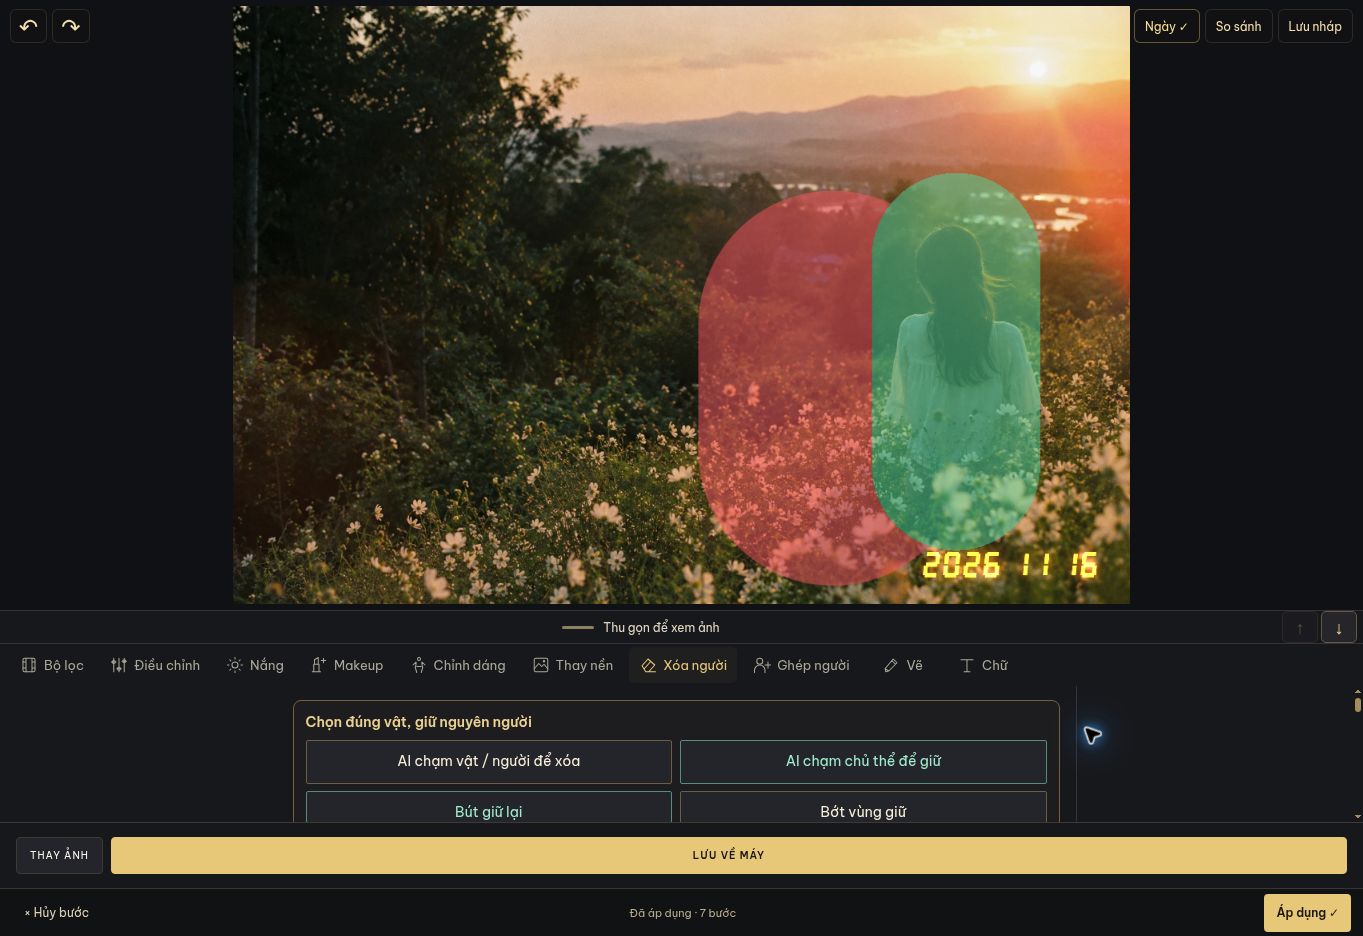 Ngày ✓ So sánh Lưu nháp
2026 11 16
Thu gọn để xem ảnh
Bộ lọc Điều chỉnh Nắng Makeup Chỉnh dáng Thay nền Xóa người Ghép người Vẽ Chữ
Chọn đúng vật, giữ nguyên người
AI chạm vật / người để xóa AI chạm chủ thể để giữ
Bút giữ lại Bớt vùng giữ
THAY ẢNH LƯU VỀ MÁY
× Hủy bước Đã áp dụng · 7 bước Áp dụng ✓